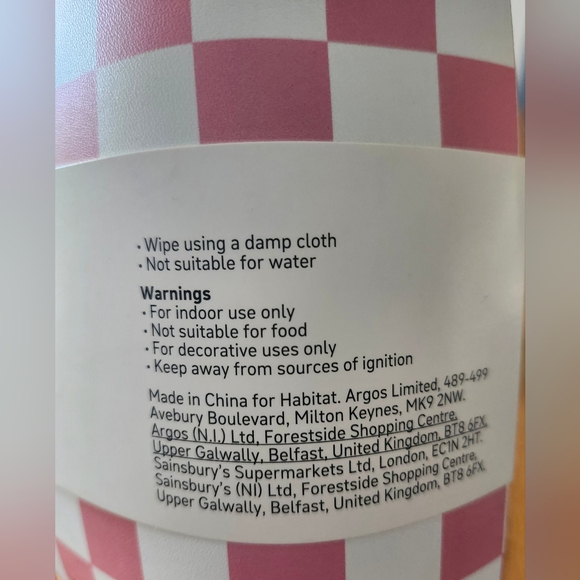 • Wipe using a damp cloth
• Not suitable for water
Warnings
• For indoor use only
• Not suitable for food
• For decorative uses only
• Keep away from sources of ignition
Made in China for Habitat. Argos Limited, 489-499
Avebury Boulevard, Milton Keynes, MK9 2NW.
Argos (N.I.) Ltd, Forestside Shopping Centre,
Upper Galwally, Belfast, United Kingdom, BT8 6FX.
Sainsbury's Supermarkets Ltd, London, EC1N 2HT.
Sainsbury's (NI) Ltd, Forestside Shopping Centre,
Upper Galwally, Belfast, United Kingdom, BT8 6FX.